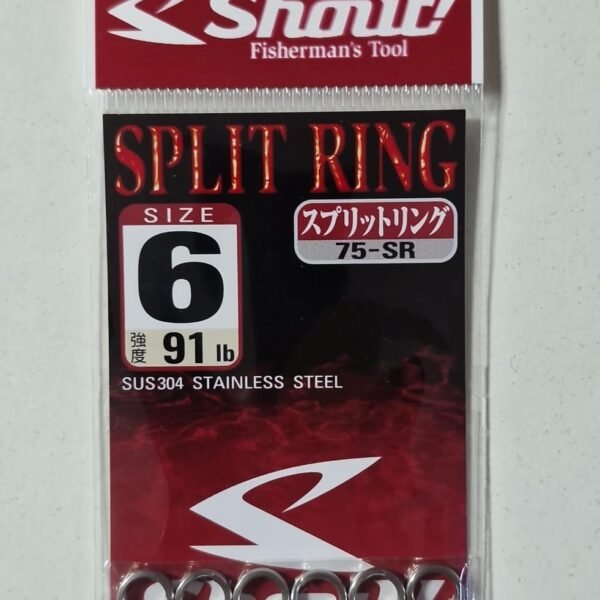 Shout!
Fisherman's Tool
SPLIT RING
SIZE
6
強度 91 lb
スプリットリング
75-SR
SUS304 STAINLESS STEEL